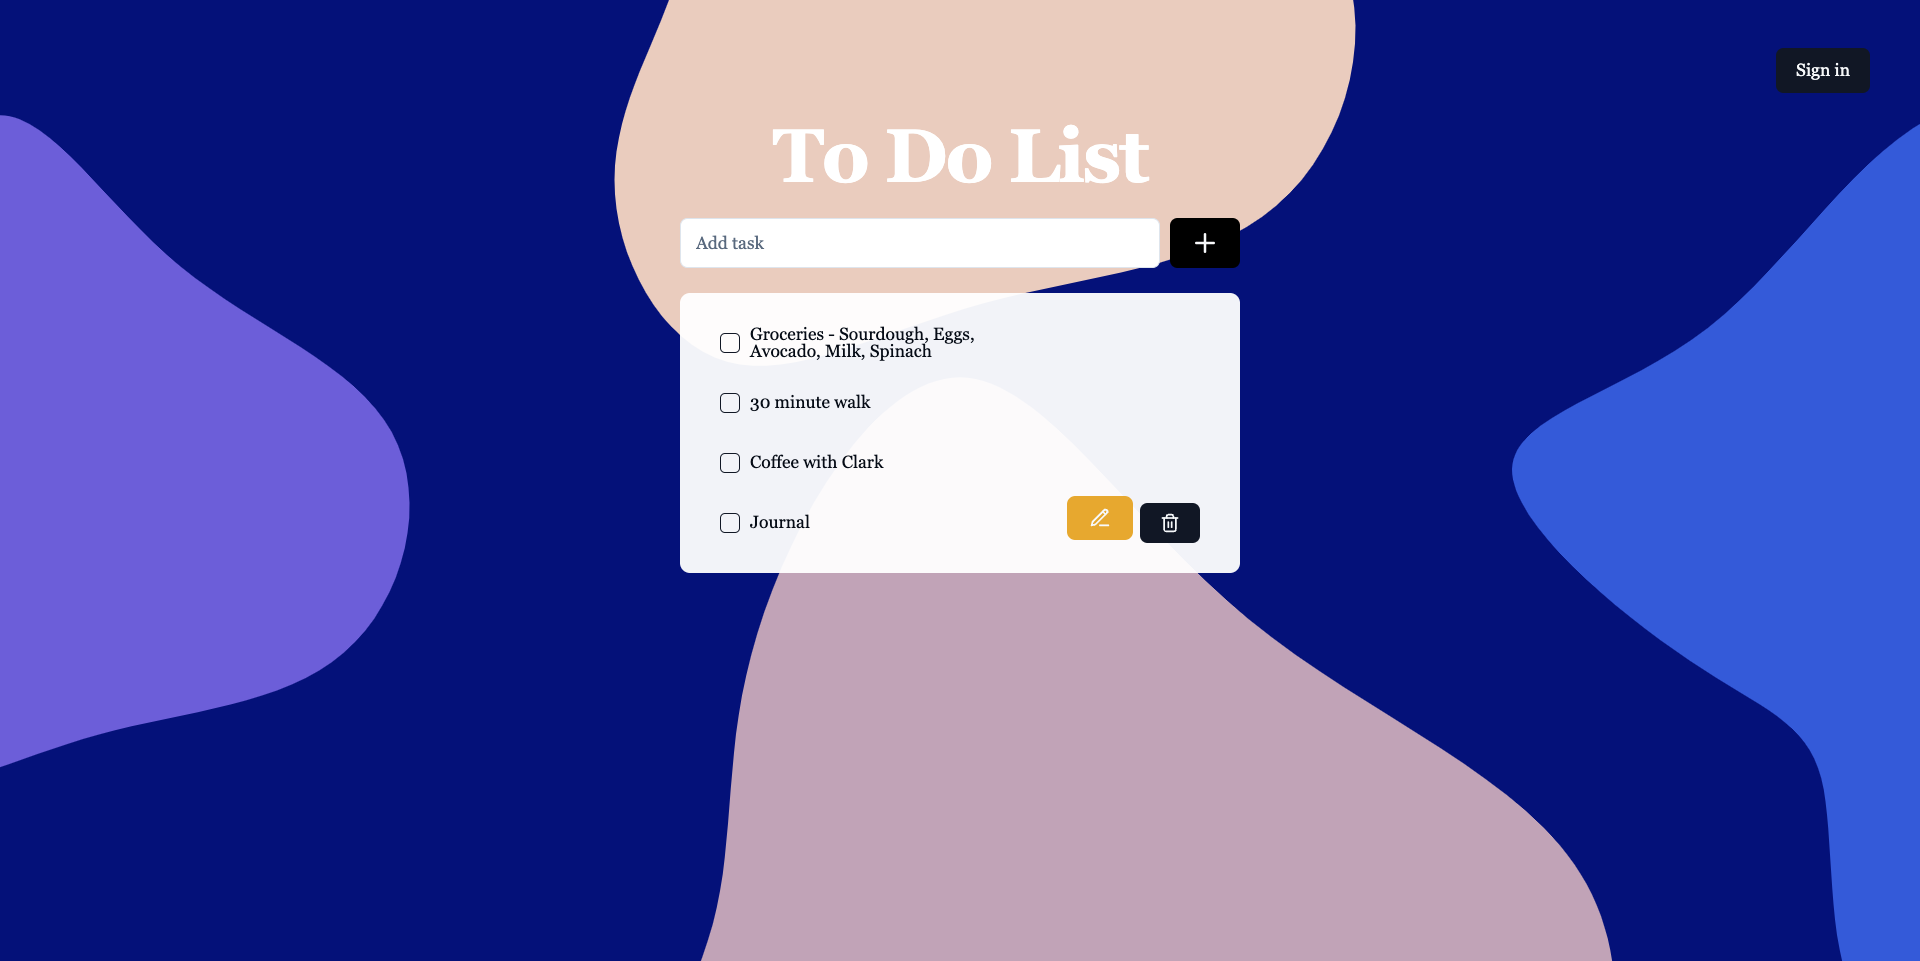 Sign in
To Do List
Add task
Groceries - Sourdough, Eggs,
Avocado, Milk, Spinach
30 minute walk
Coffee with Clark
Journal